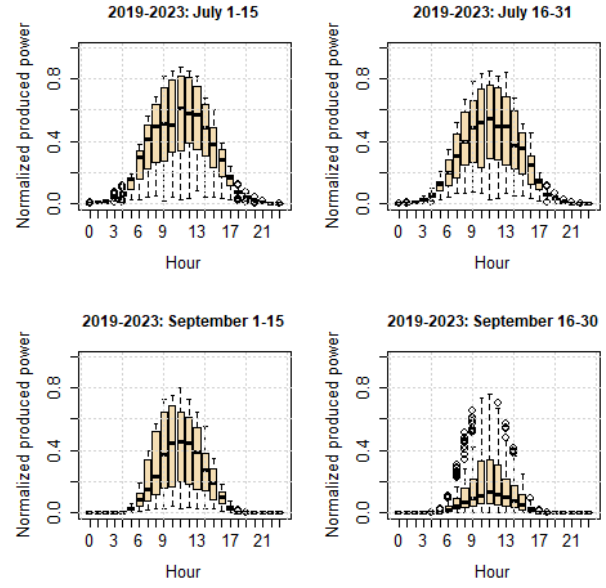 2019-2023: July 1-15
Normalized produced power
0.0 0.4 0.8
0 3 6 9 13 17 21
Hour
2019-2023: July 16-31
Normalized produced power
0.0 0.4 0.8
0 3 6 9 13 17 21
Hour
2019-2023: September 1-15
Normalized produced power
0.0 0.4 0.8
0 3 6 9 13 17 21
Hour
2019-2023: September 16-30
Normalized produced power
0.0 0.4 0.8
0 3 6 9 13 17 21
Hour